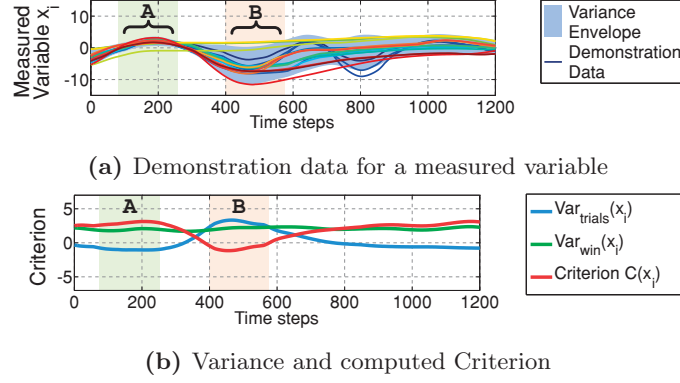 Measured
Variable x_i
0
-10
A
B
0 200 400 600 800 1000 1200
Time steps
Variance
Envelope
Demonstration
Data
(a) Demonstration data for a measured variable
Criterion
5
0
-5
A
B
0 200 400 600 800 1000 1200
Time steps
Var_trials(x_i)
Var_win(x_i)
Criterion C(x_i)
(b) Variance and computed Criterion